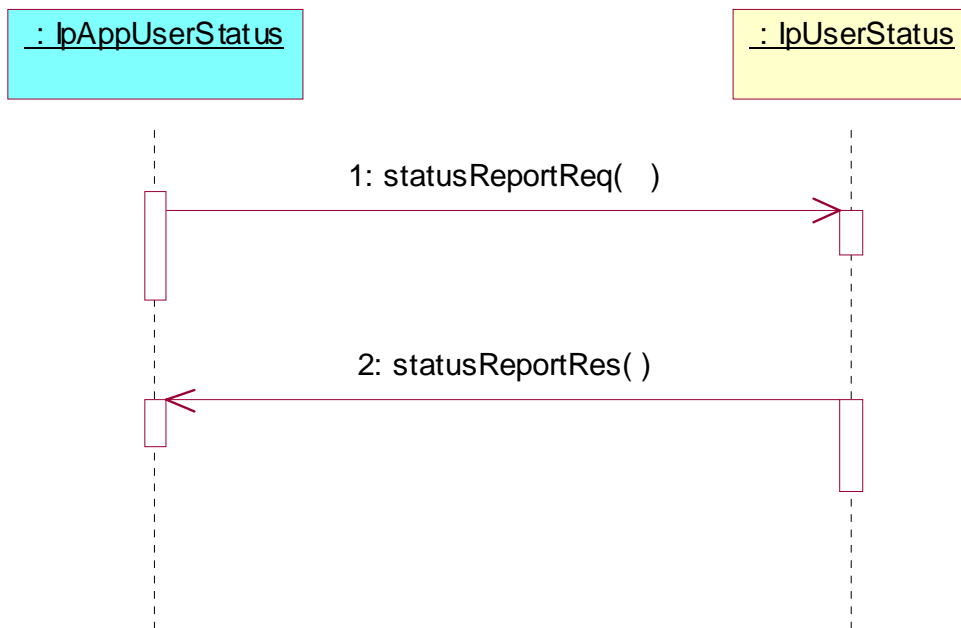 : IpAppUserStatus
: IpUserStatus
1: statusReportReq(   )
2: statusReportRes( )